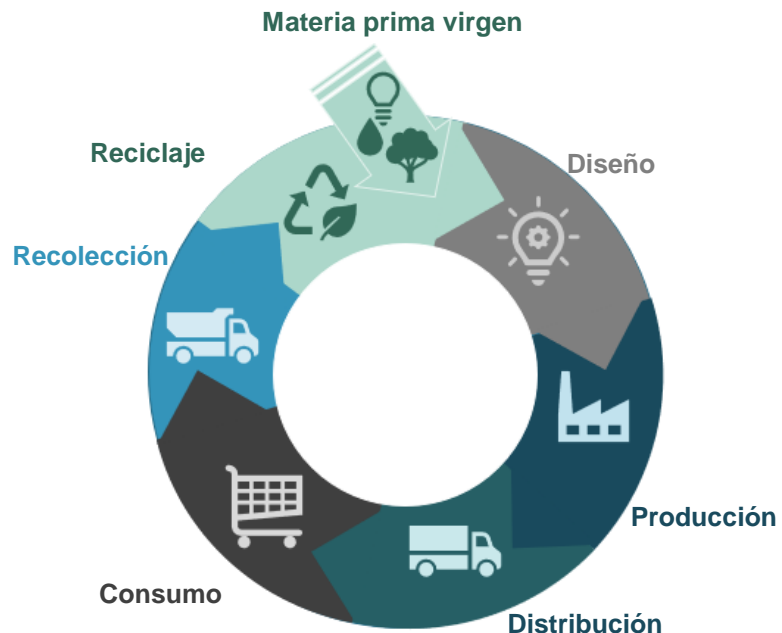 Materia prima virgen
Reciclaje
Diseño
Recolección
Producción
Consumo
Distribución